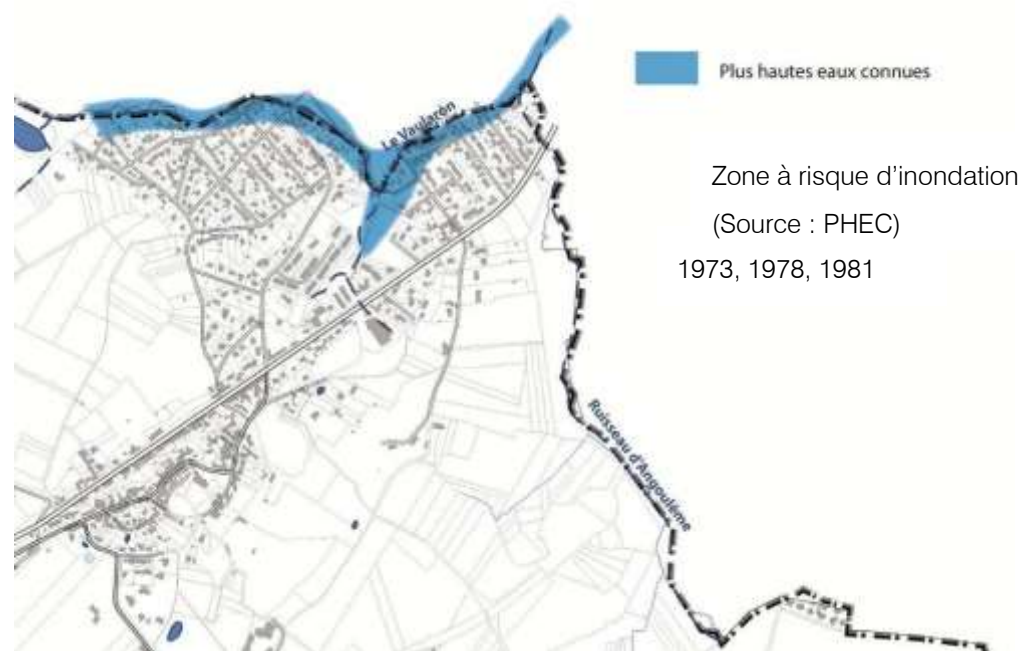 Plus hautes eaux connues
Zone à risque d’inondation
(Source : PHEC)
1973, 1978, 1981
Le Vaularon
Ruisseau d'Angoulême